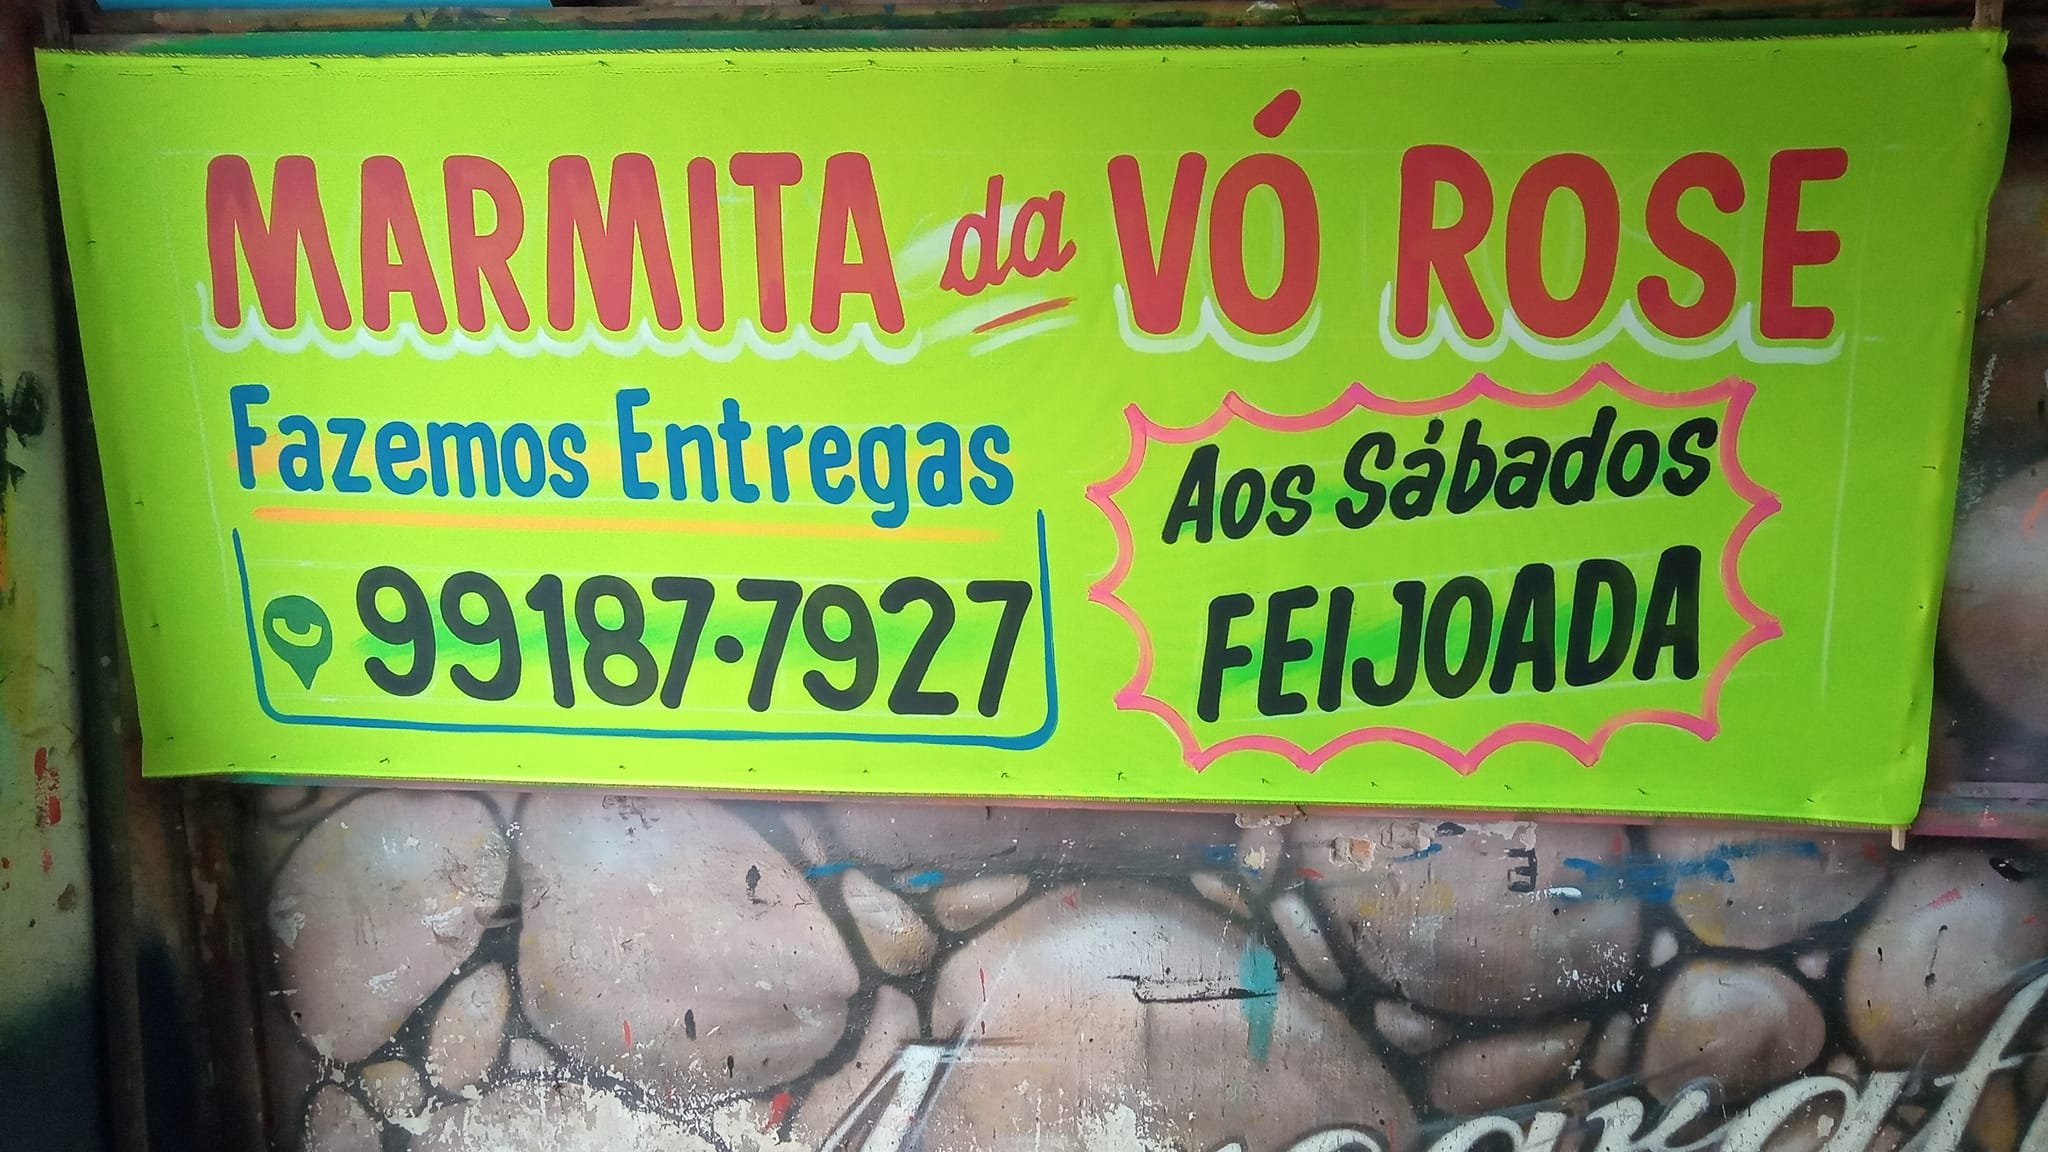 MARMITA da VÓ ROSE
Fazemos Entregas
99187.7927
Aos Sábados
FEIJOADA